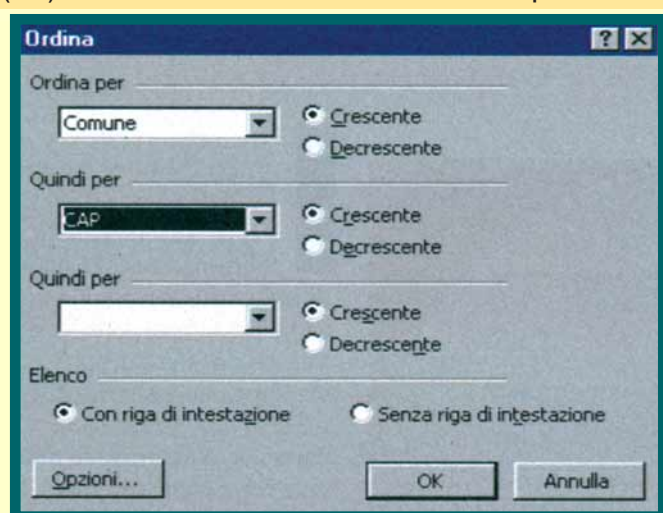 Ordina
Ordina per
Comune
Crescente
Decrescente
Quindi per
CAP
Crescente
Decrescente
Quindi per
Crescente
Decrescente
Elenco
Con riga di intestazione
Senza riga di intestazione
Opzioni...
OK
Annulla